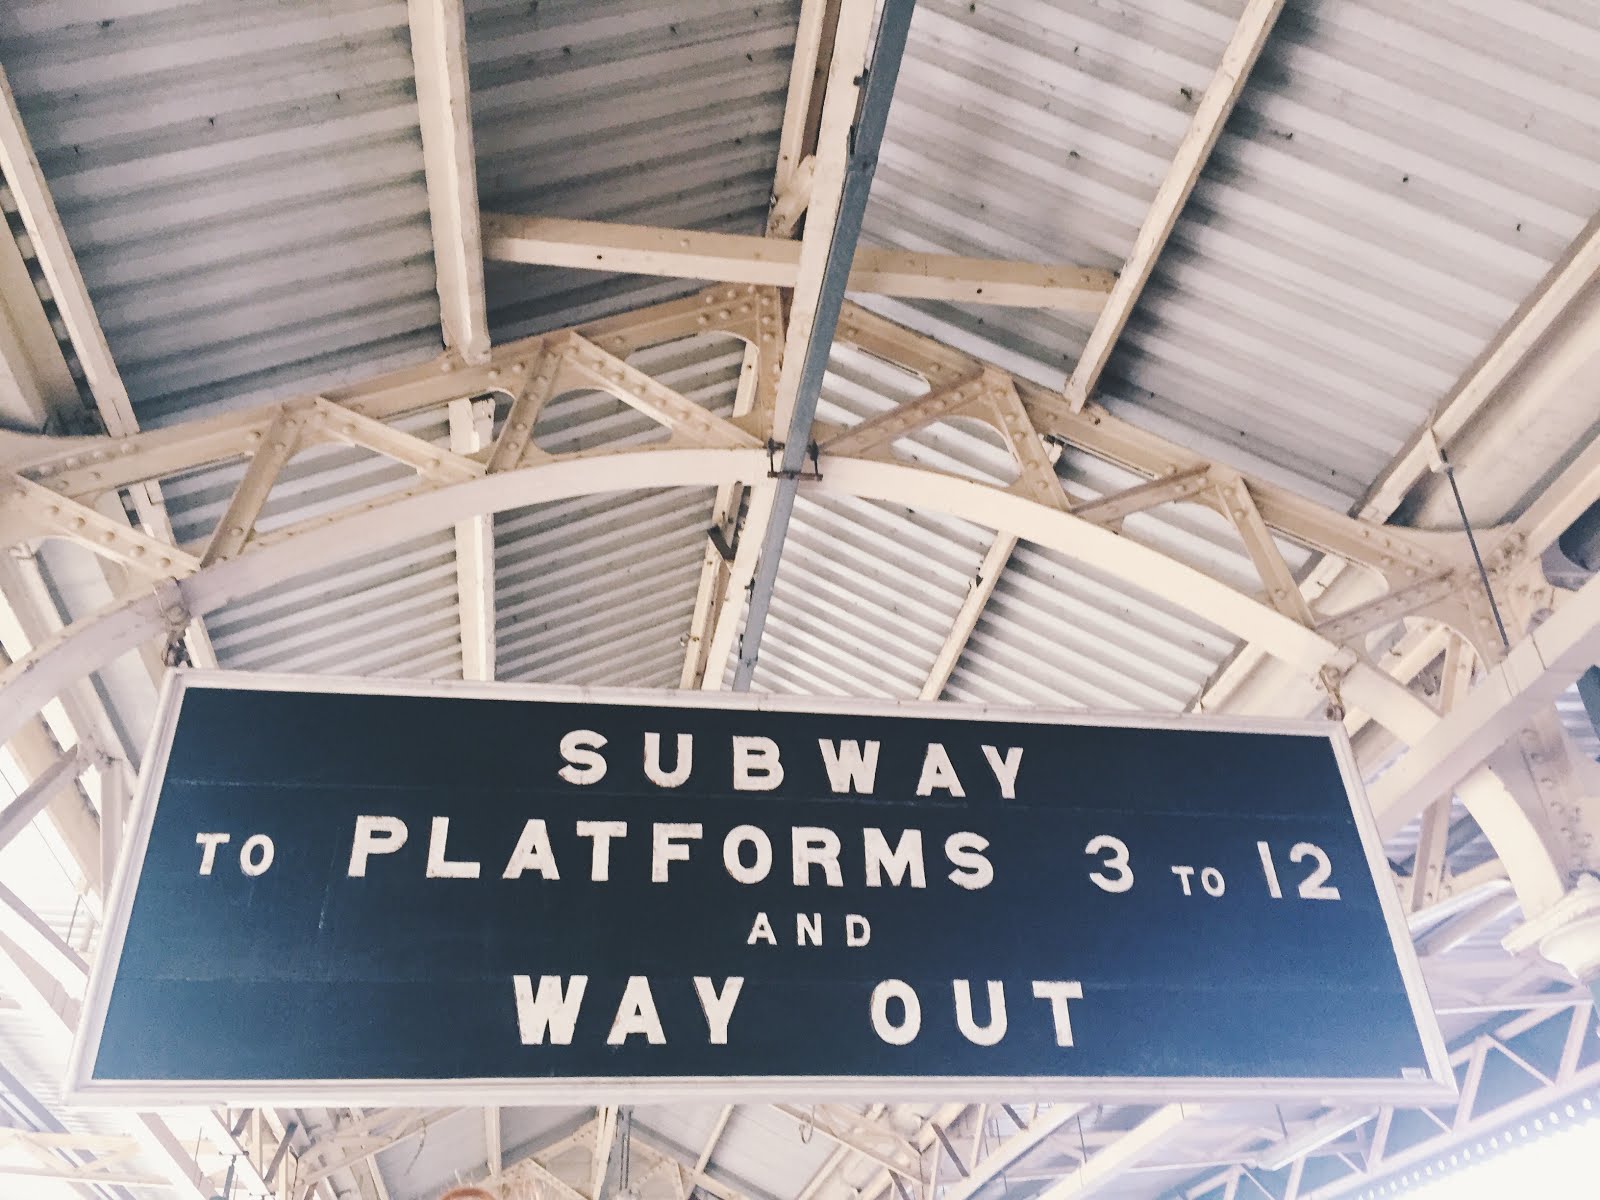 SUBWAY
TO PLATFORMS 3 TO 12
AND
WAY OUT